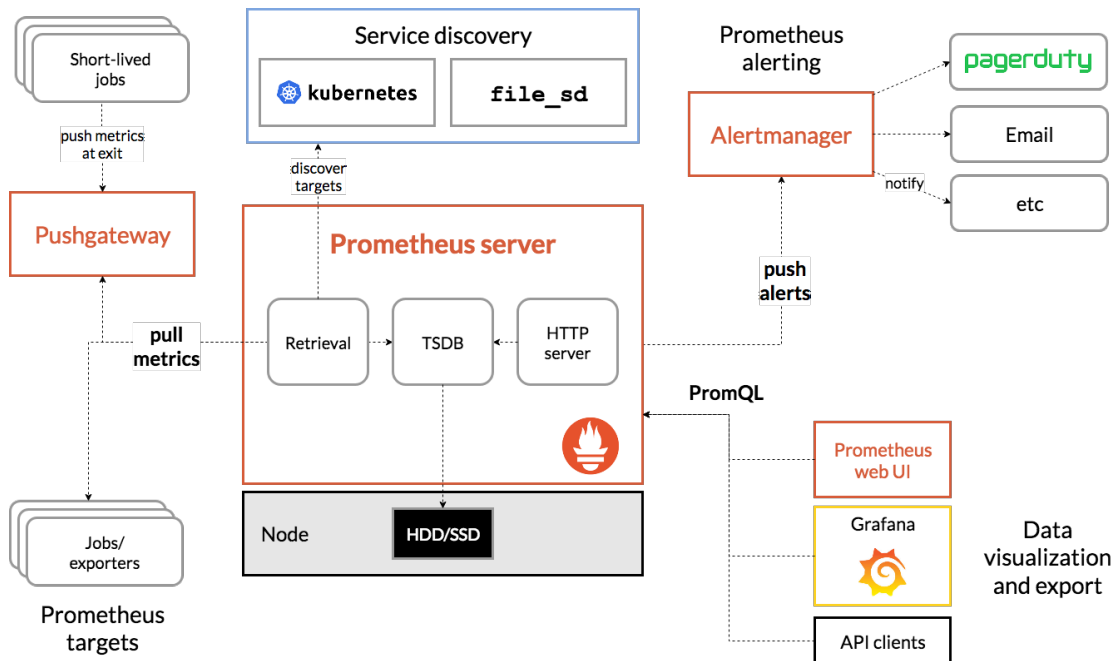 Short-lived
jobs
push metrics
at exit
Pushgateway
pull
metrics
Jobs/
exporters
Prometheus
targets
Service discovery
kubernetes
file_sd
discover
targets
Prometheus server
Retrieval
TSDB
HTTP
server
Node
HDD/SSD
Prometheus
alerting
Alertmanager
pagerduty
Email
notify
etc
push
alerts
PromQL
Prometheus
web UI
Grafana
API clients
Data
visualization
and export